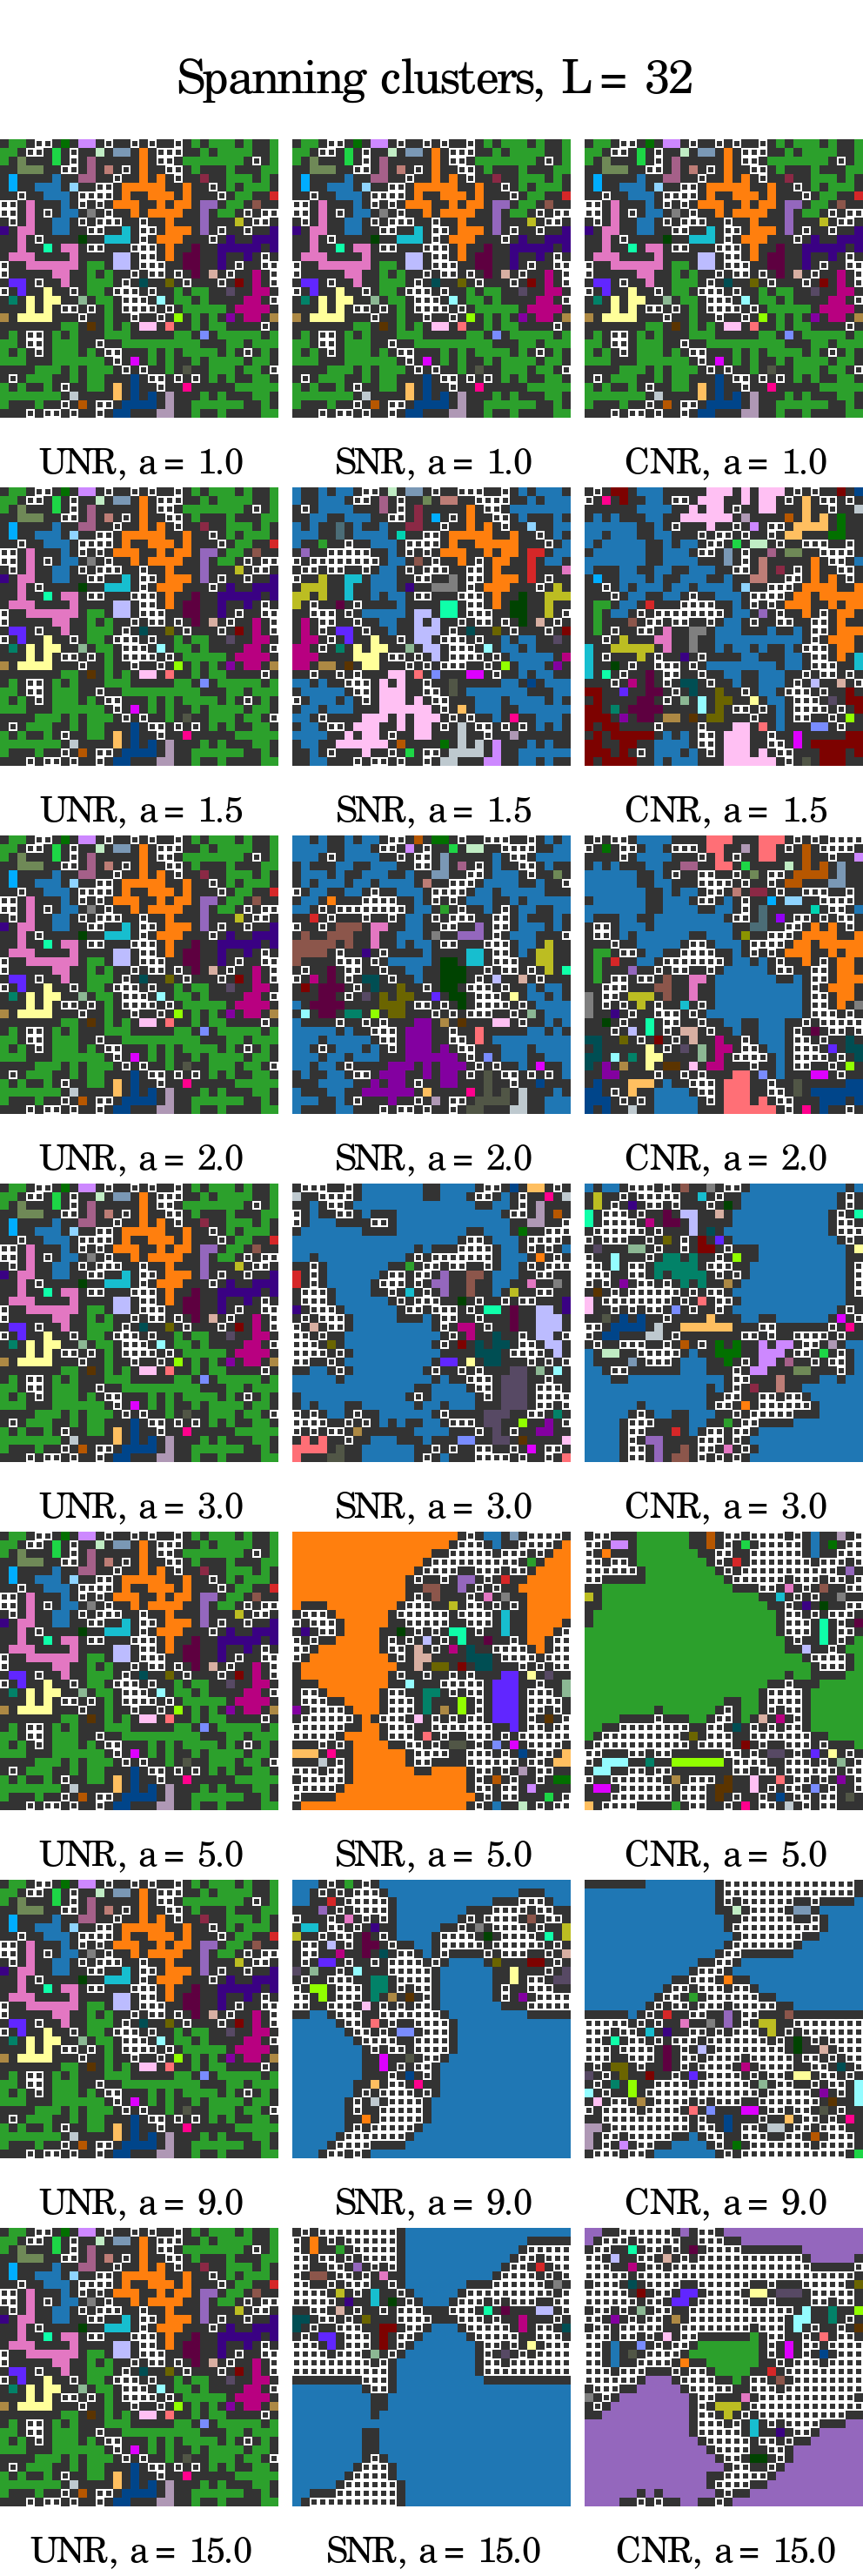 Spanning clusters, L = 32
UNR, a = 1.0 SNR, a = 1.0 CNR, a = 1.0
UNR, a = 1.5 SNR, a = 1.5 CNR, a = 1.5
UNR, a = 2.0 SNR, a = 2.0 CNR, a = 2.0
UNR, a = 3.0 SNR, a = 3.0 CNR, a = 3.0
UNR, a = 5.0 SNR, a = 5.0 CNR, a = 5.0
UNR, a = 9.0 SNR, a = 9.0 CNR, a = 9.0
UNR, a = 15.0 SNR, a = 15.0 CNR, a = 15.0